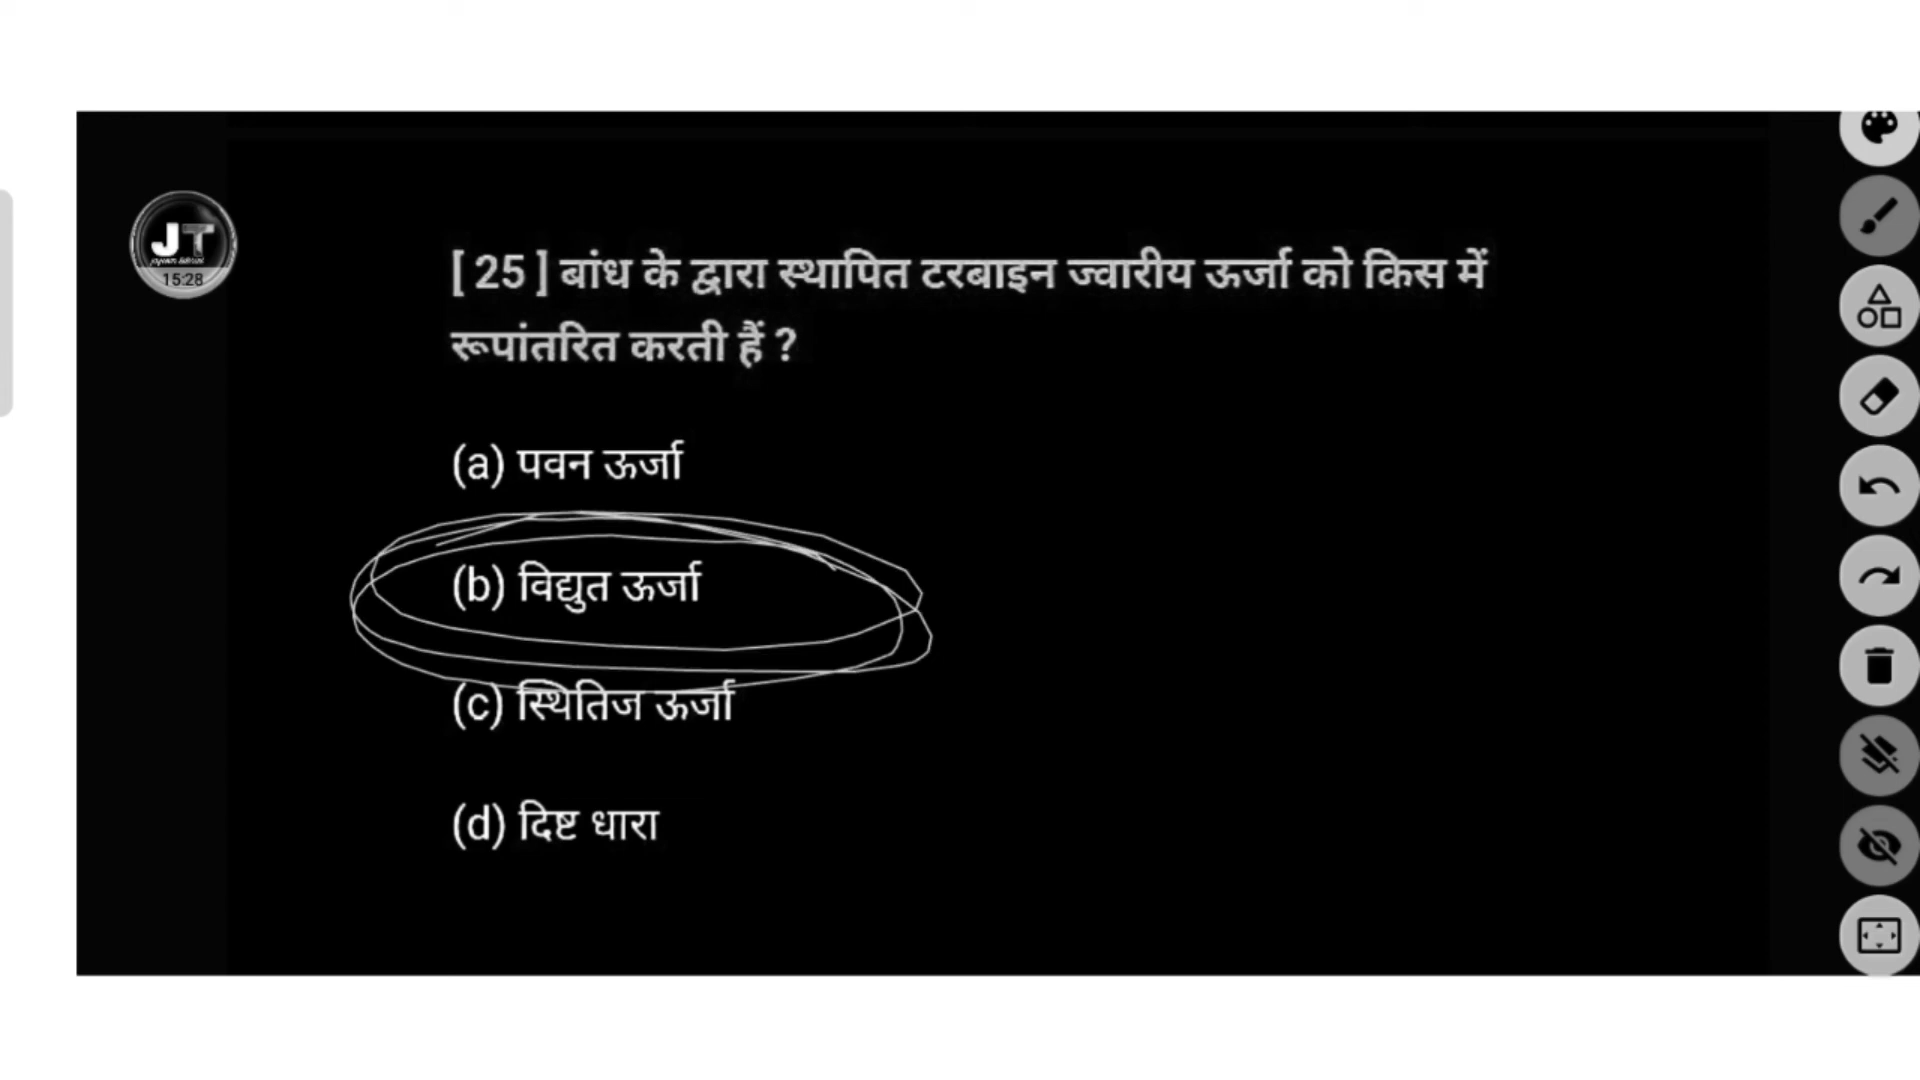 JT
15:28
[ 25 ] बांध के द्वारा स्थापित टरबाइन ज्वारीय ऊर्जा को किस में
रूपांतरित करती हैं ?
(a) पवन ऊर्जा
(b) विद्युत ऊर्जा
(c) स्थितिज ऊर्जा
(d) दिष्ट धारा